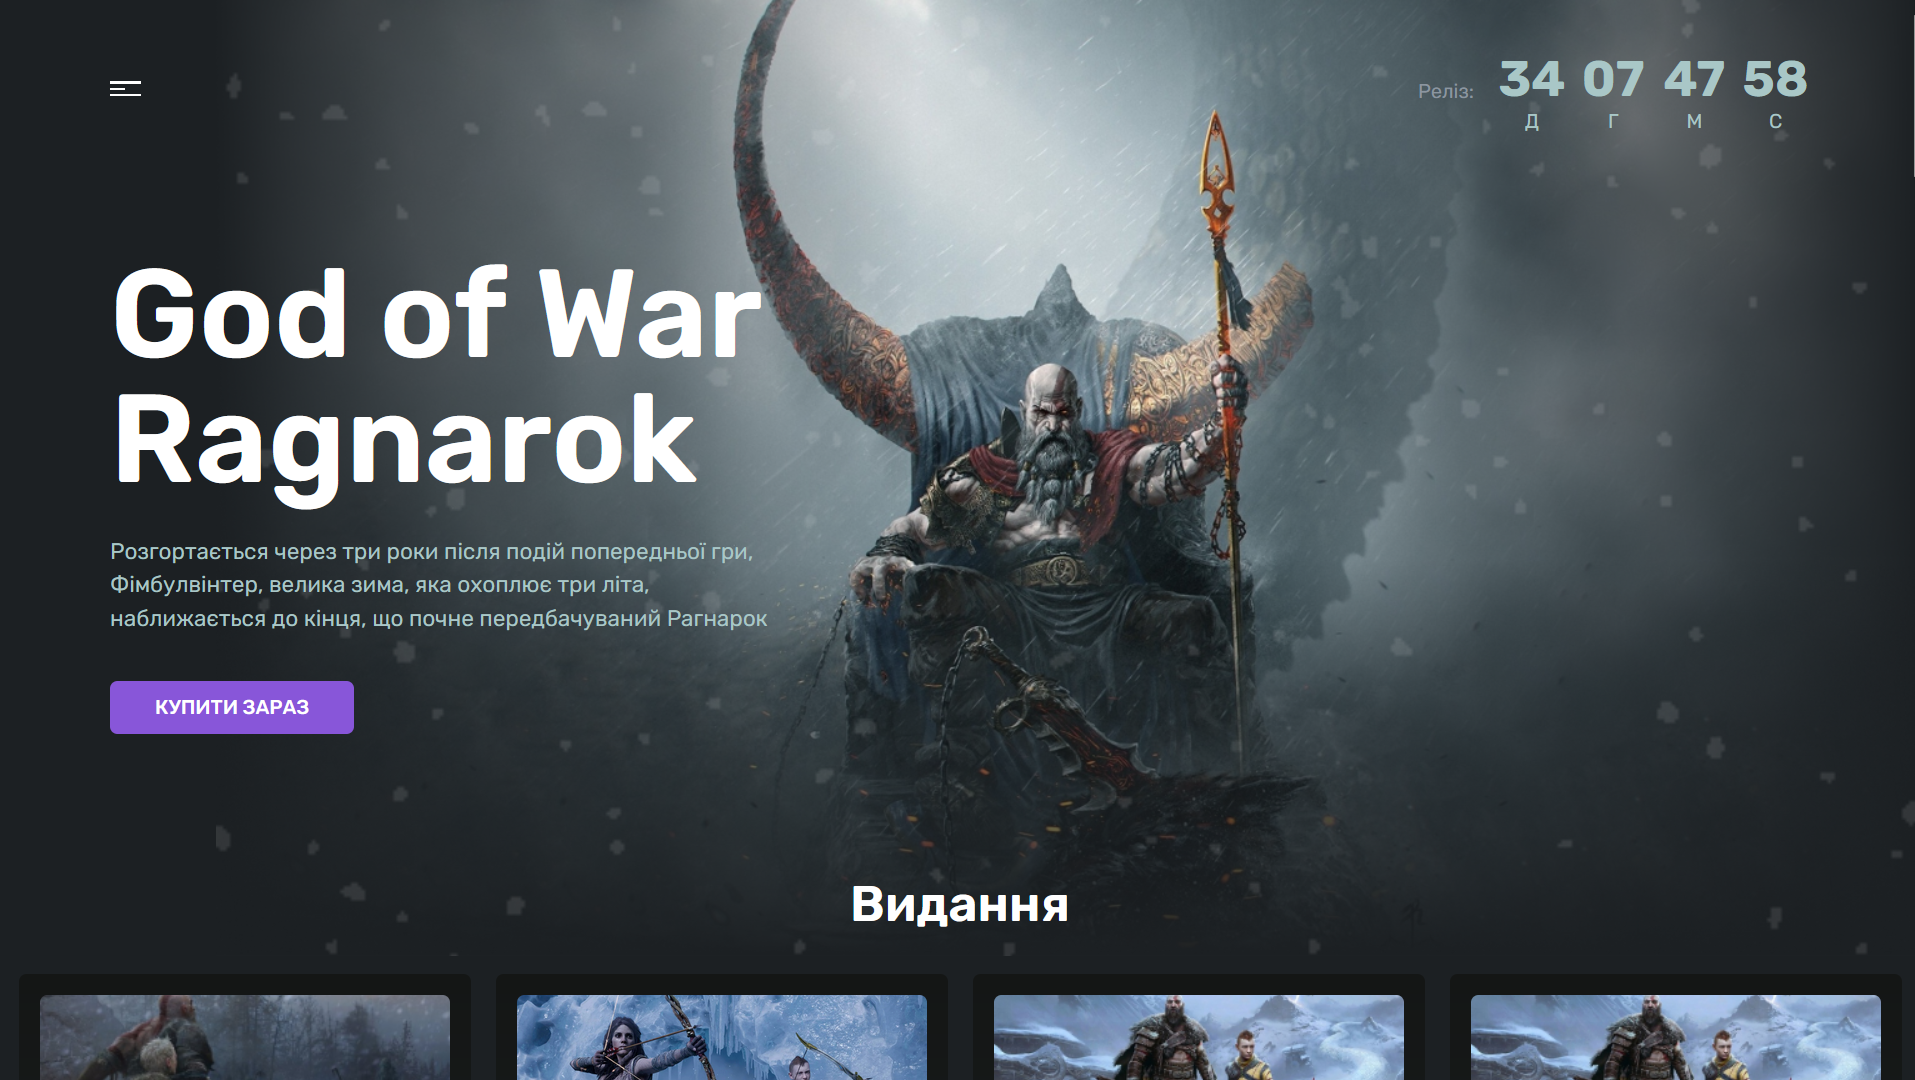 Реліз:
34 07 47 58
Д Г М С
God of War
Ragnarok
Розгортається через три роки після подій попередньої гри,
Фімбулвінтер, велика зима, яка охоплює три літа,
наближається до кінця, що почне передбачуваний Рагнарок
КУПИТИ ЗАРАЗ
Видання